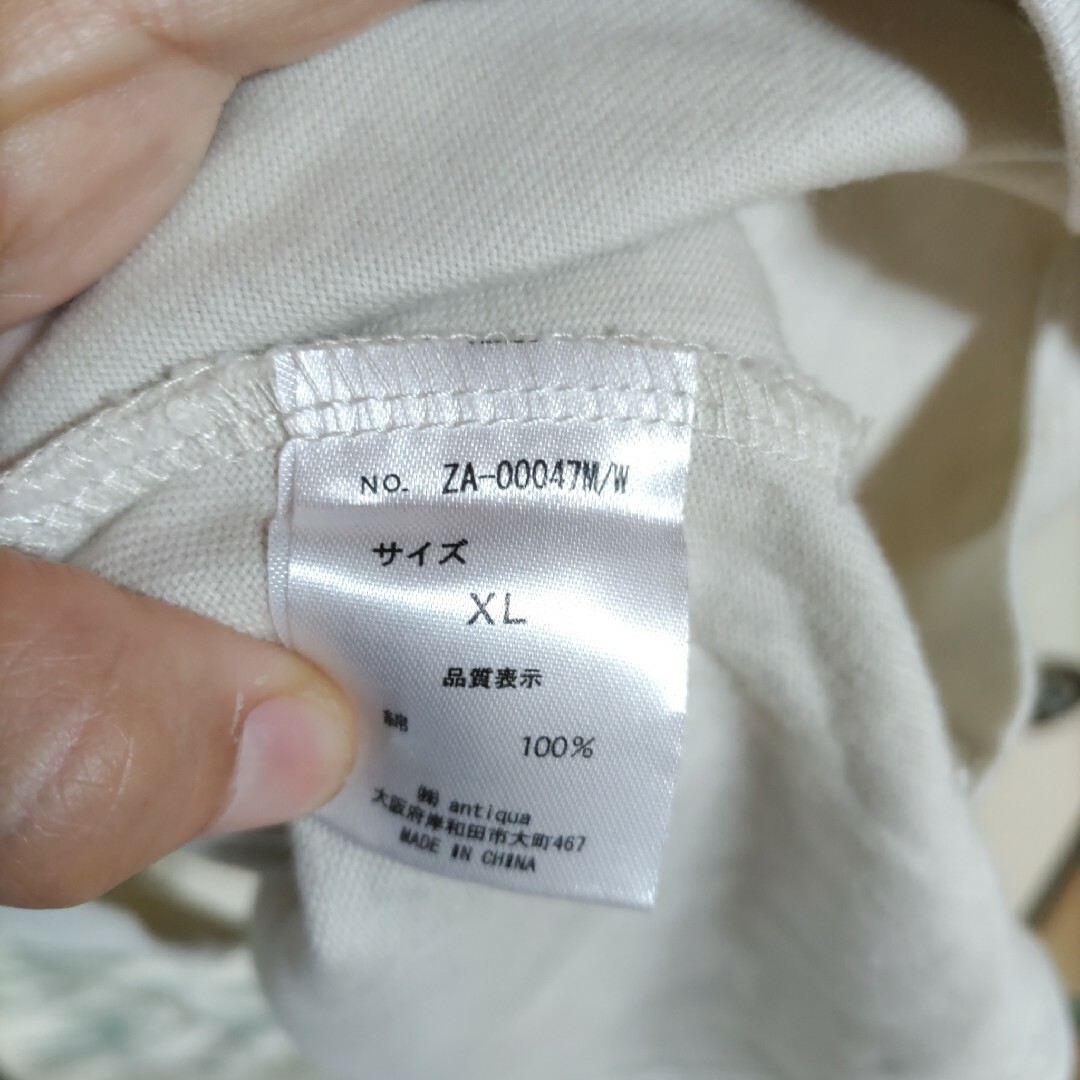 NO. ZA-00047M/W
サイズ
XL
品質表示
綿 100%
㈱ antiqua
大阪府岸和田市大町467
MADE IN CHINA